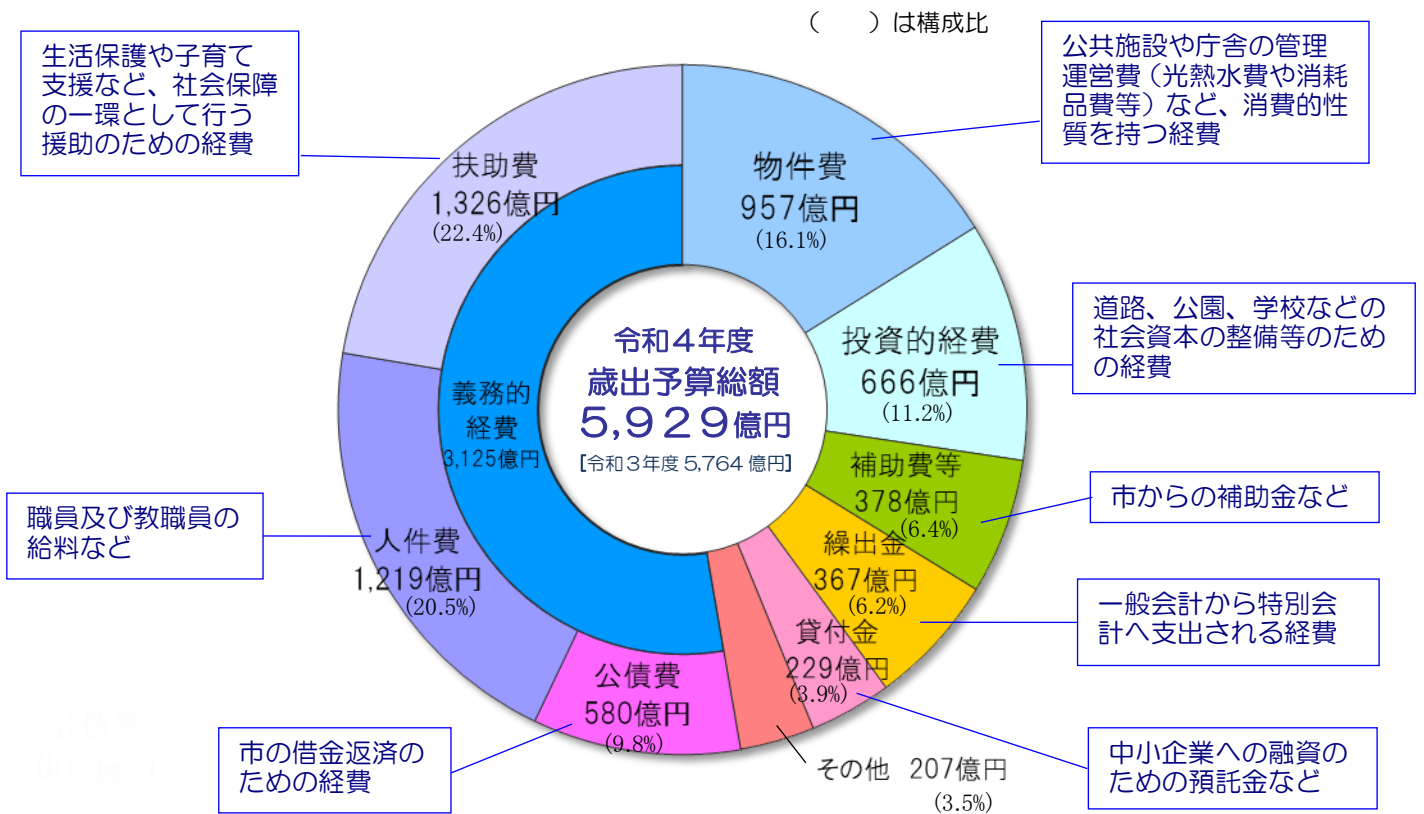 （　　）は構成比
生活保護や子育て
支援など、社会保障
の一環として行う
援助のための経費
公共施設や庁舎の管理
運営費（光熱水費や消耗
品費等）など、消費的性
質を持つ経費
扶助費
1,326億円
(22.4%)
物件費
957億円
(16.1%)
道路、公園、学校などの
社会資本の整備等のため
の経費
投資的経費
666億円
(11.2%)
令和４年度
歳出予算総額
５,９２９億円
[令和３年度 5,764 億円]
義務的
経費
3,125億円
補助費等
378億円
(6.4%)
市からの補助金など
職員及び教職員の
給料など
人件費
1,219億円
(20.5%)
繰出金
367億円
(6.2%)
一般会計から特別会
計へ支出される経費
貸付金
229億円
(3.9%)
公債費
580億円
(9.8%)
公債費
601億円
市の借金返済の
ための経費
中小企業への融資の
ための預託金など
その他 207億円
(3.5%)